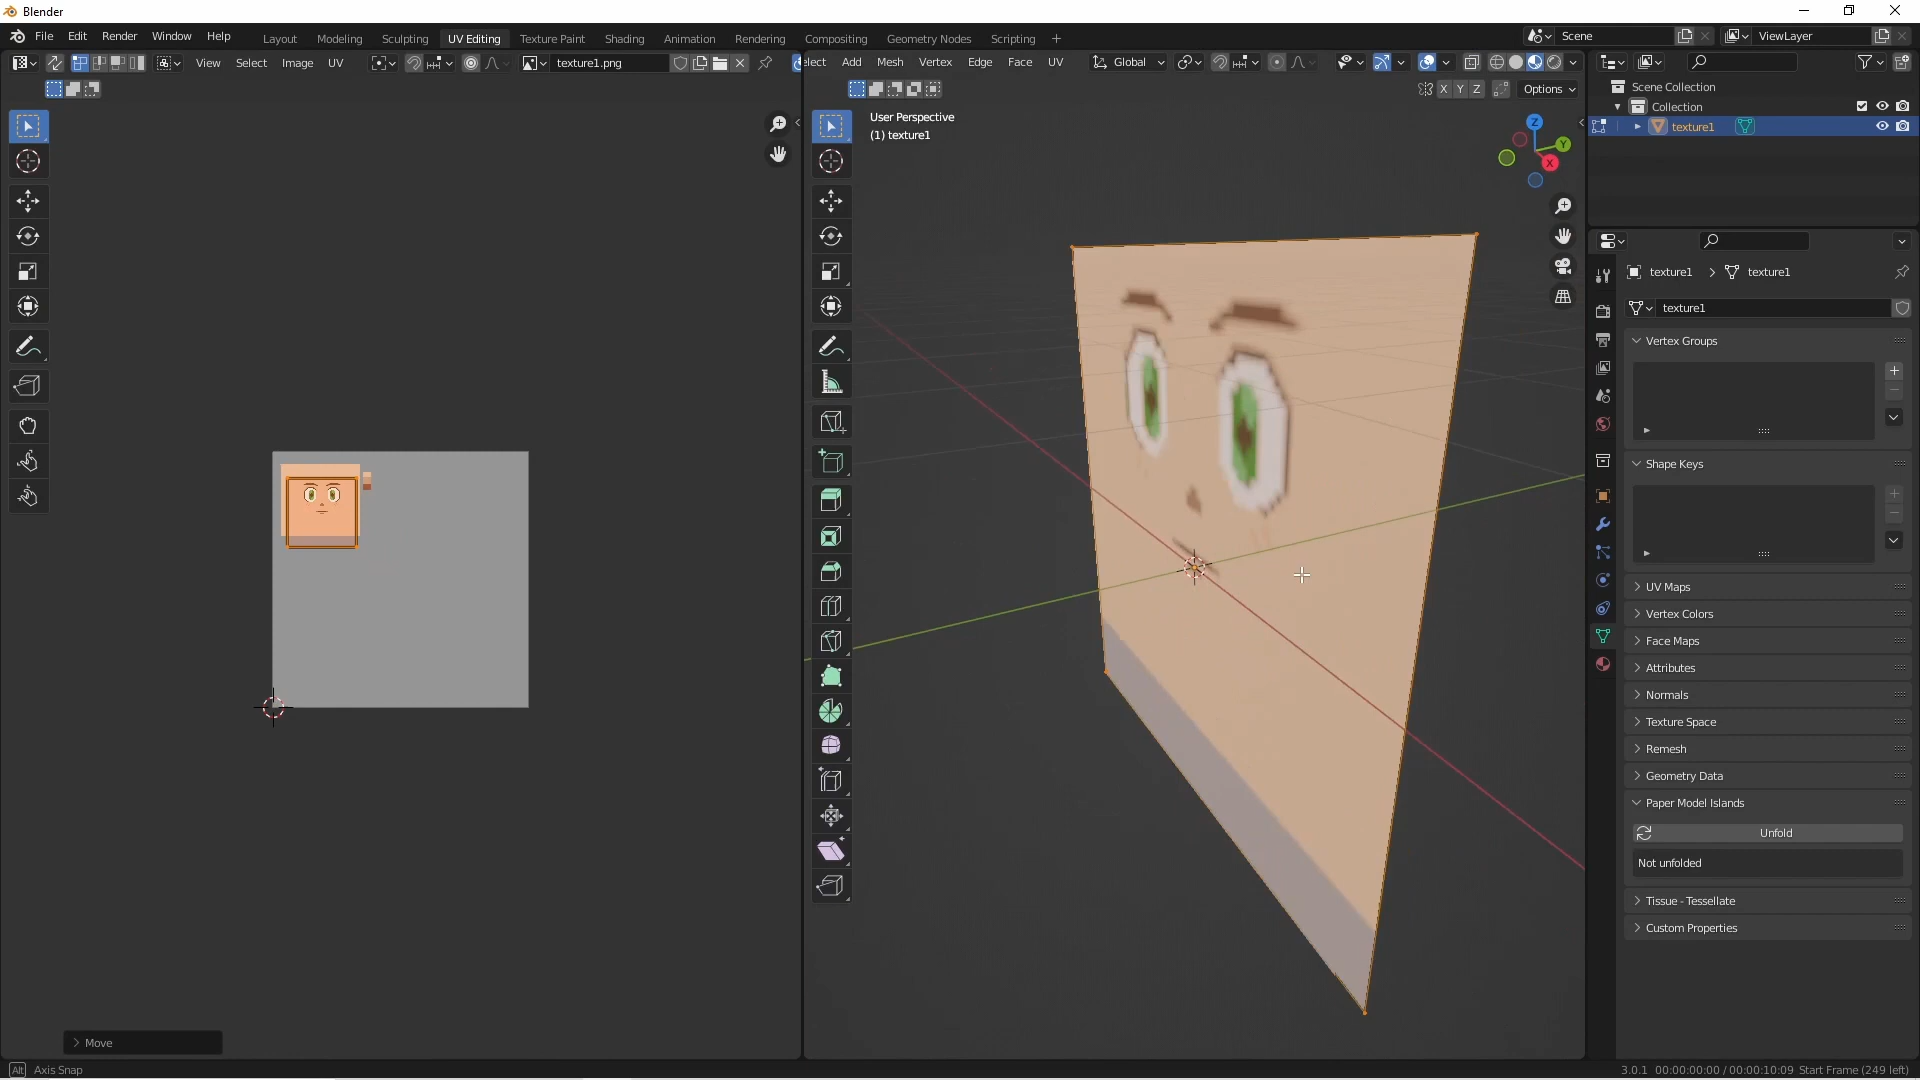 Blender
File Edit Render Window Help
Layout Modeling Sculpting UV Editing Texture Paint Shading Animation Rendering Compositing Geometry Nodes Scripting +
Scene
ViewLayer
View Select Image UV
texture1.png
elect Add Mesh Vertex Edge Face UV
Global
X Y Z
Options
User Perspective
(1) texture1
Z
Y
X
Scene Collection
Collection
texture1
texture1 > texture1
texture1
Vertex Groups
Shape Keys
UV Maps
Vertex Colors
Face Maps
Attributes
Normals
Texture Space
Remesh
Geometry Data
Paper Model Islands
Unfold
Not unfolded
Tissue - Tessellate
Custom Properties
Move
Alt Axis Snap
3.0.1 00:00:00:00 / 00:00:10:09 Start Frame (249 left)